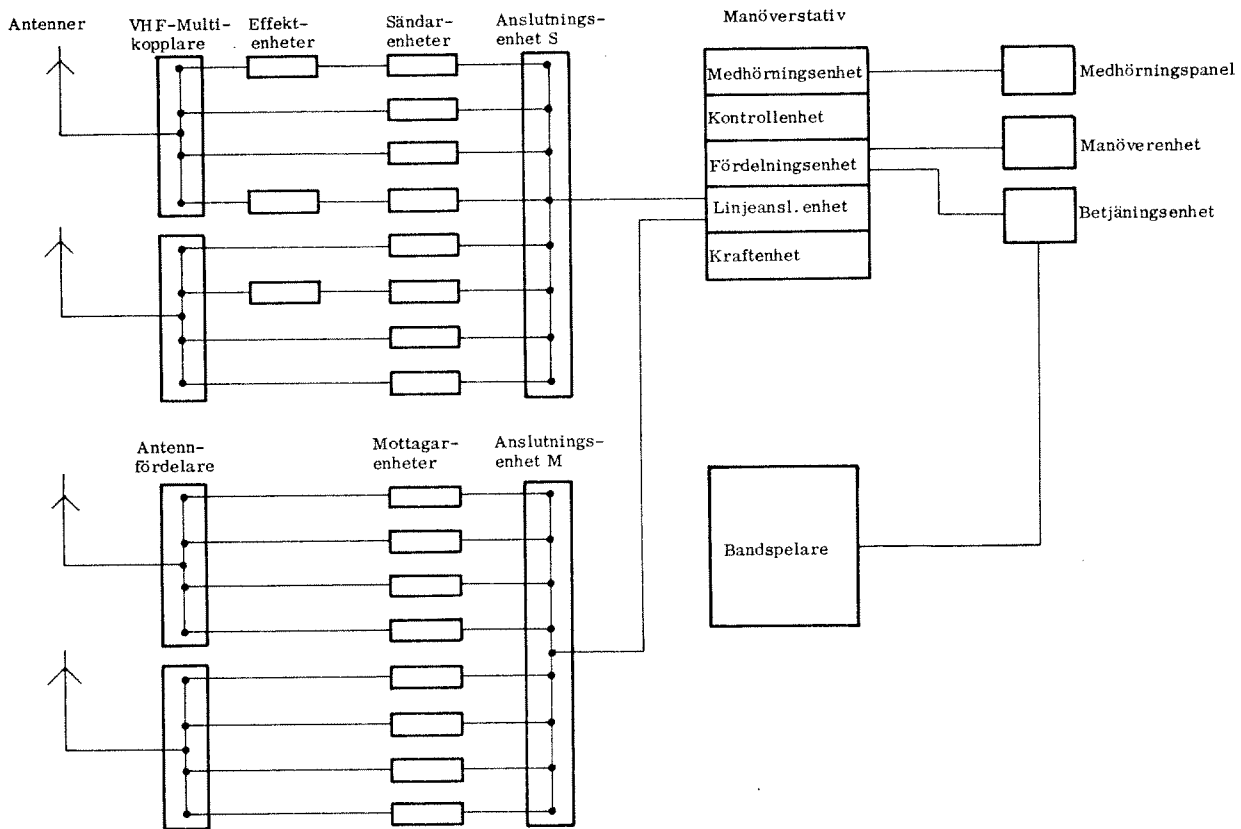 Antenner
VHF-Multi-
kopplare
Effekt-
enheter
Sändar-
enheter
Anslutnings-
enhet S
Manöverstativ
Medhörningsenhet
Kontrollenhet
Fördelningsenhet
Linjeansl.enhet
Kraftenhet
Medhörningspanel
Manöverenhet
Betjäningsenhet
Antenn-
fördelare
Mottagar-
enheter
Anslutnings-
enhet M
Bandspelare